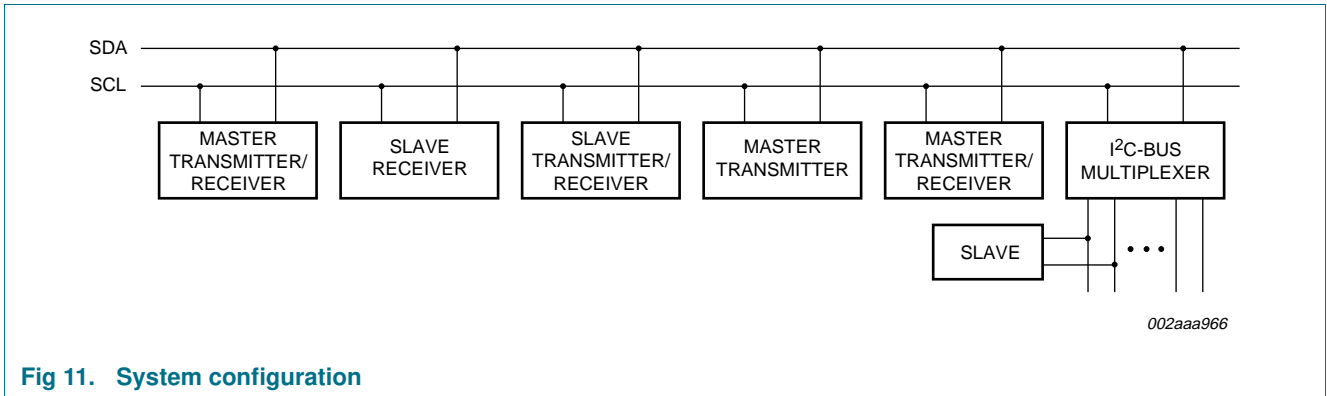 SDA
SCL
MASTER
TRANSMITTER/
RECEIVER
SLAVE
RECEIVER
SLAVE
TRANSMITTER/
RECEIVER
MASTER
TRANSMITTER
MASTER
TRANSMITTER/
RECEIVER
I²C-BUS
MULTIPLEXER
SLAVE
002aaa966
Fig 11. System configuration